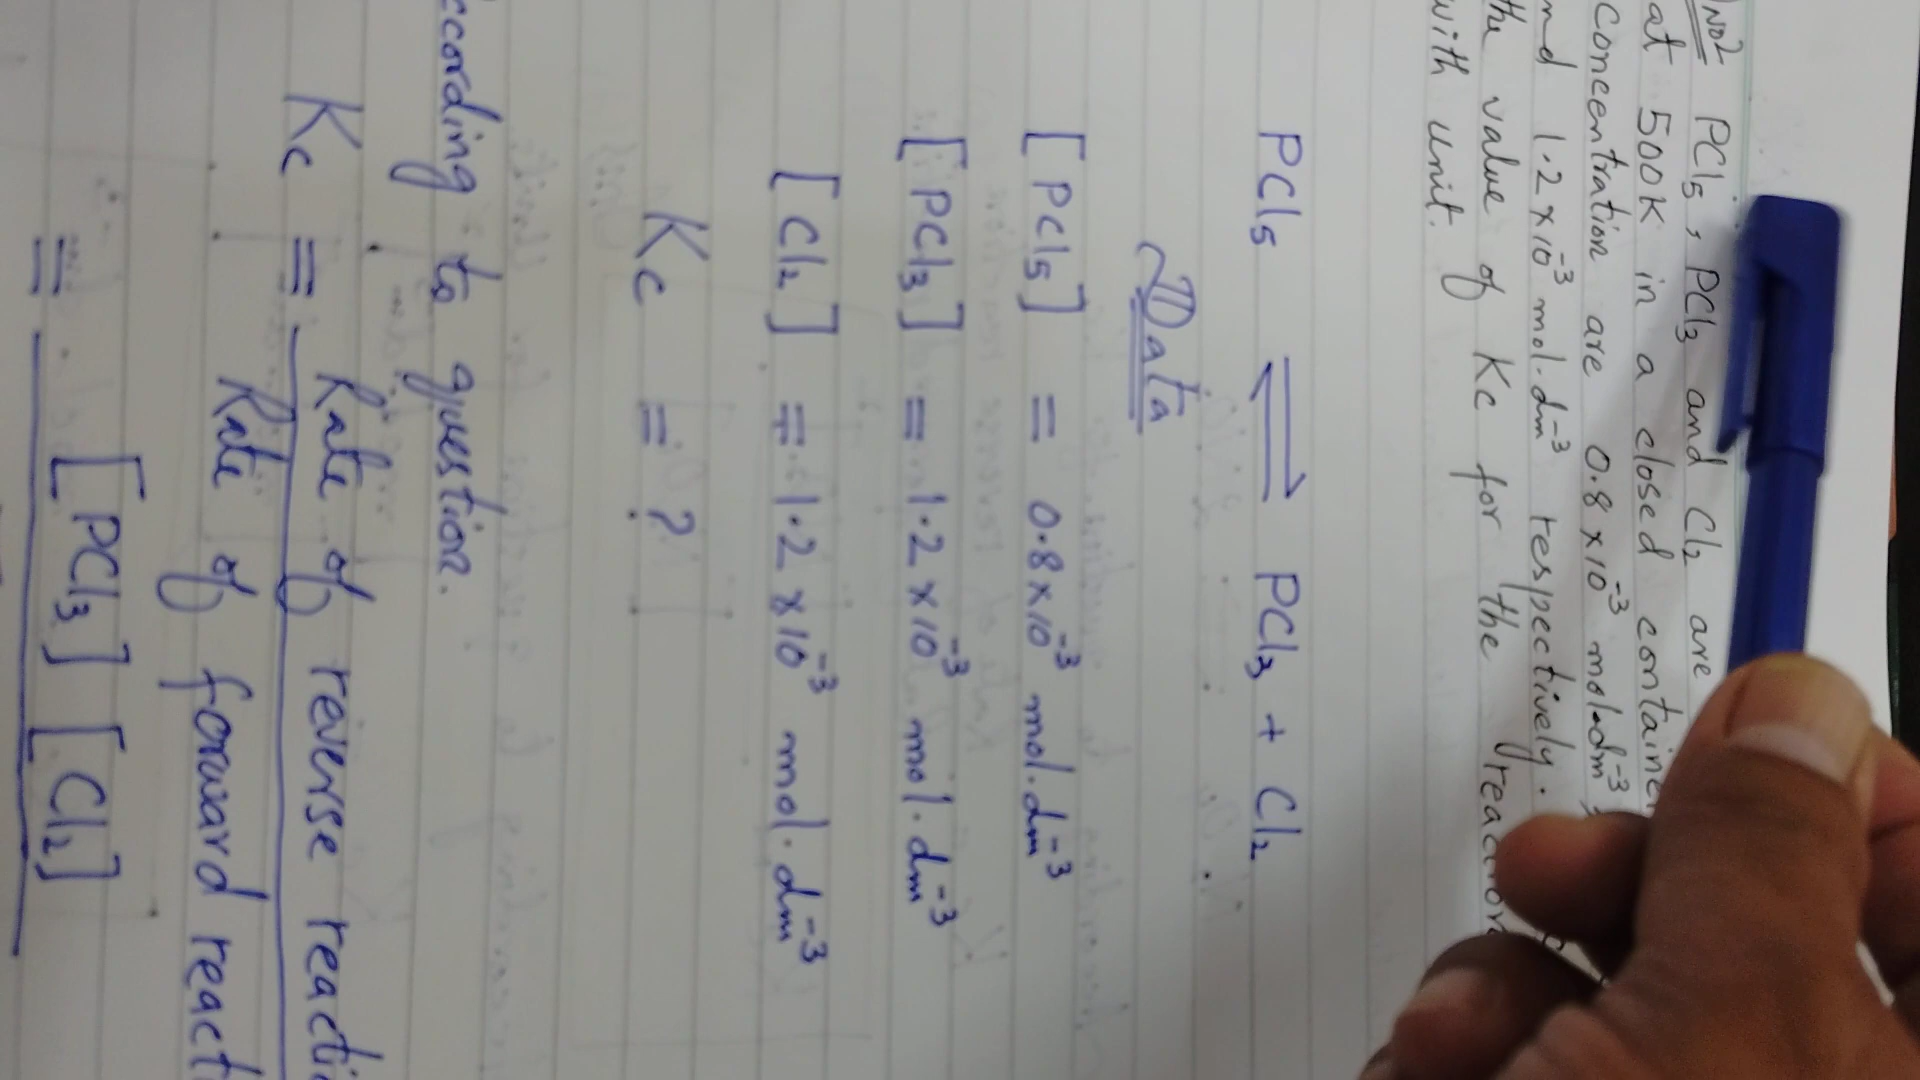 No2 PCl₅, PCl₃ and Cl₂ are
at 500K in a closed
concentration are 0.8 × 10⁻³ mol.dm⁻³
1.2 × 10⁻³ mol.dm⁻³ respectively.
the value of Kc for the reaction
with unit.
PCl₅ ⇌ PCl₃ + Cl₂
Data
[PCl₅] = 0.8 × 10⁻³ mol.dm⁻³
[PCl₃] = 1.2 × 10⁻³ mol.dm⁻³
[Cl₂] = 1.2 × 10⁻³ mol.dm⁻³
Kc = ?
ccording to question.
Kc = Rate of reverse reacti
Rate of forward react
= [PCl₃] [Cl₂]